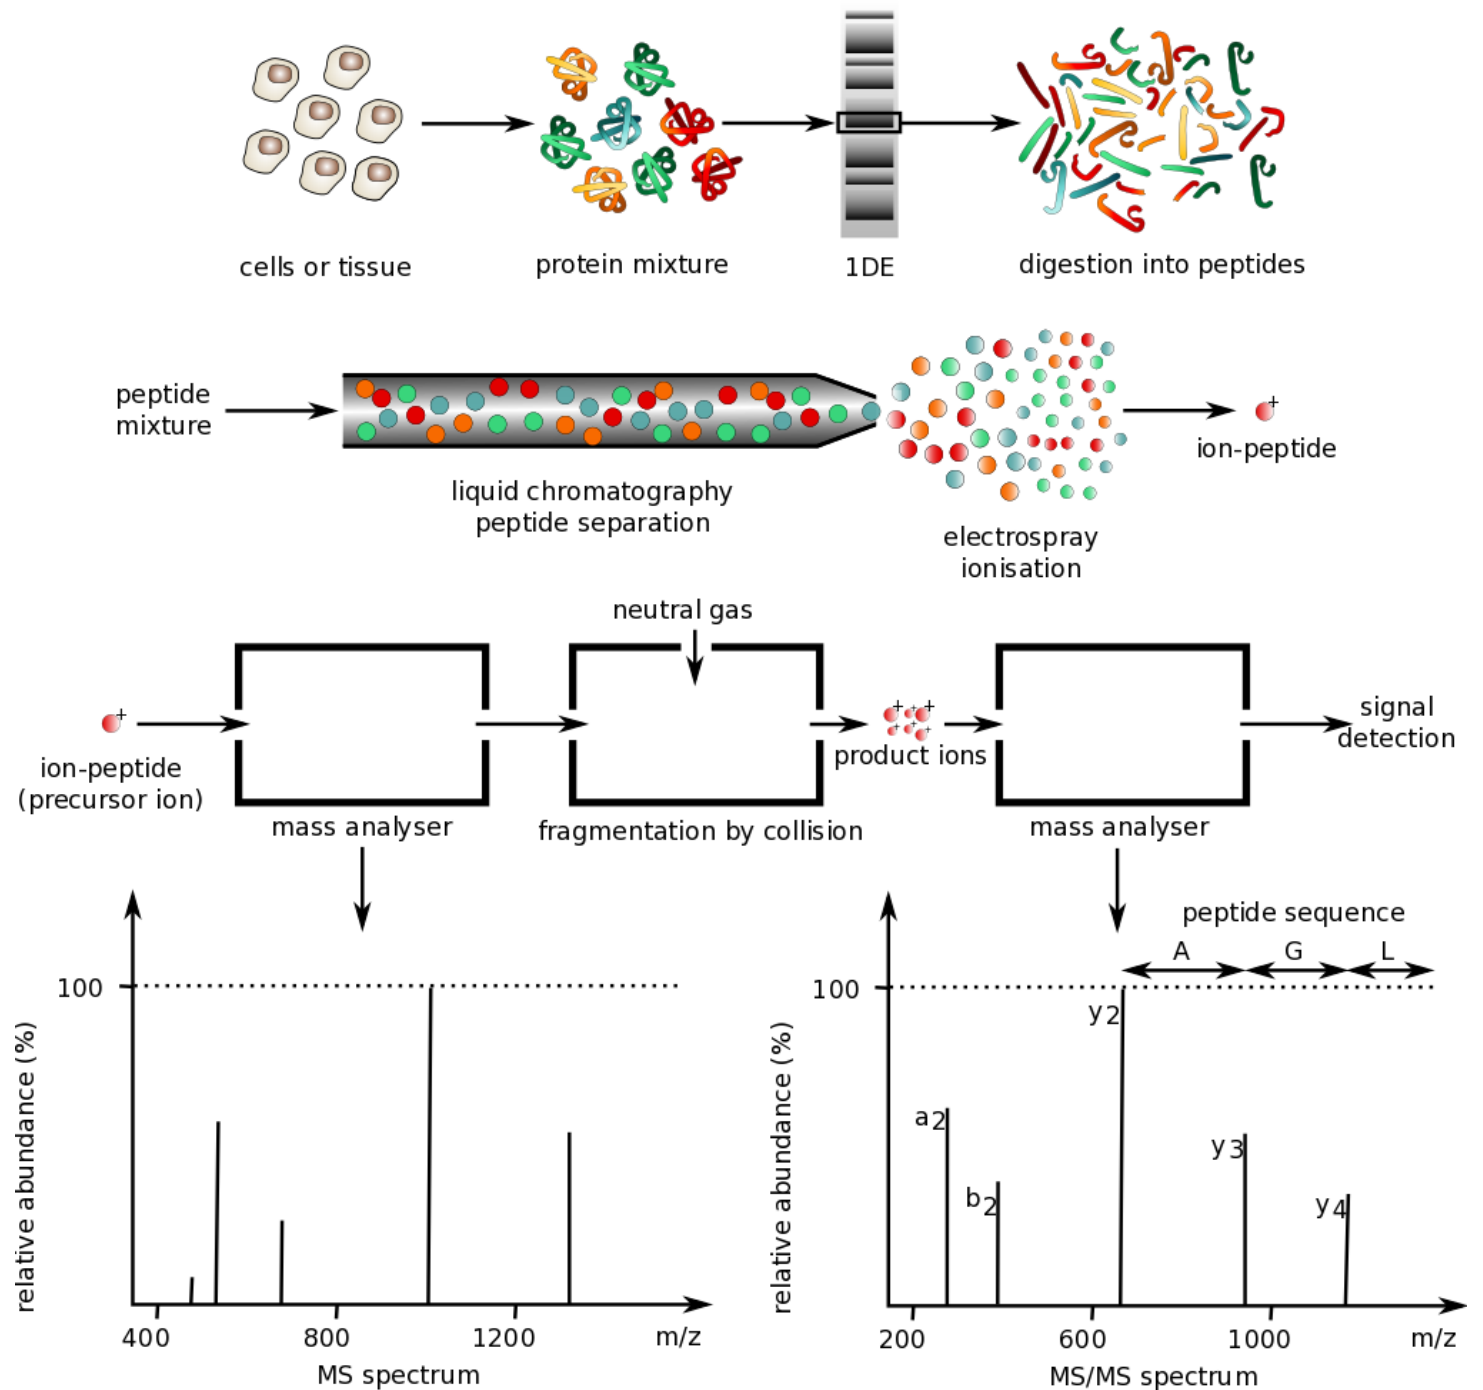 cells or tissue
protein mixture
1DE
digestion into peptides
peptide
mixture
+
ion-peptide
liquid chromatography
peptide separation
electrospray
ionisation
neutral gas
+
ion-peptide
(precursor ion)
+ + +
+ + +
product ions
signal
detection
mass analyser
fragmentation by collision
mass analyser
100
relative abundance (%)
400
800
1200
m/z
MS spectrum
peptide sequence
A
G
L
100
relative abundance (%)
a2
b2
y2
y3
y4
200
600
1000
m/z
MS/MS spectrum